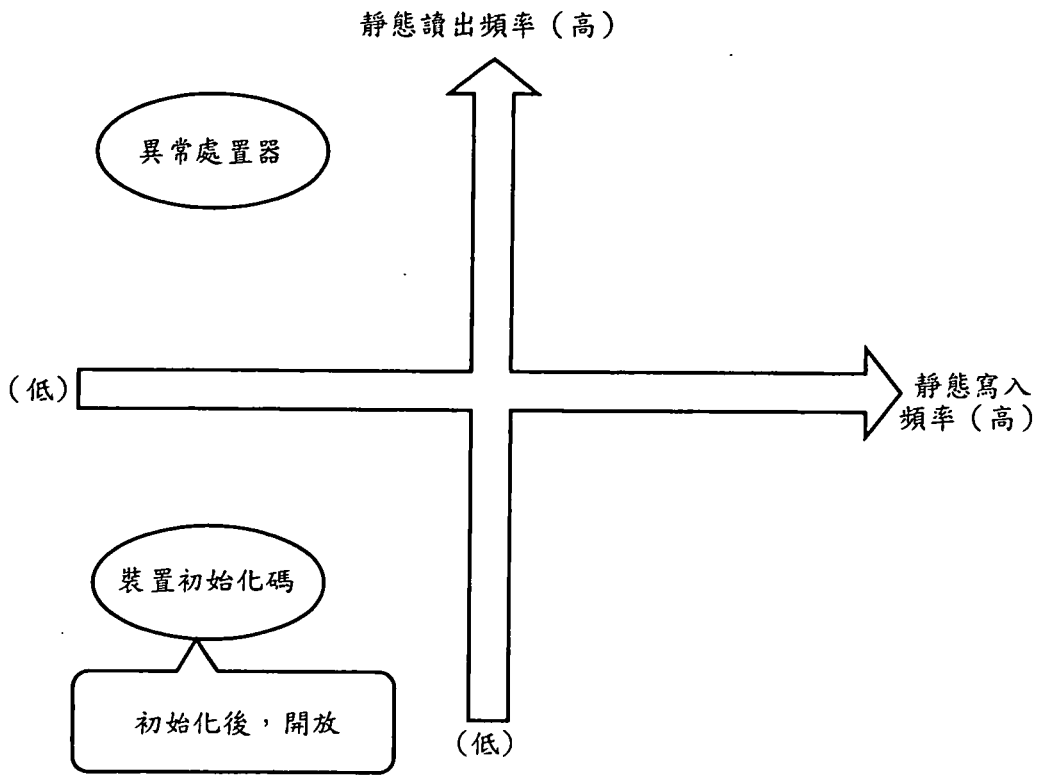 靜態讀出頻率（高）
異常處置器
（低）
靜態寫入
頻率（高）
裝置初始化碼
初始化後，開放
（低）